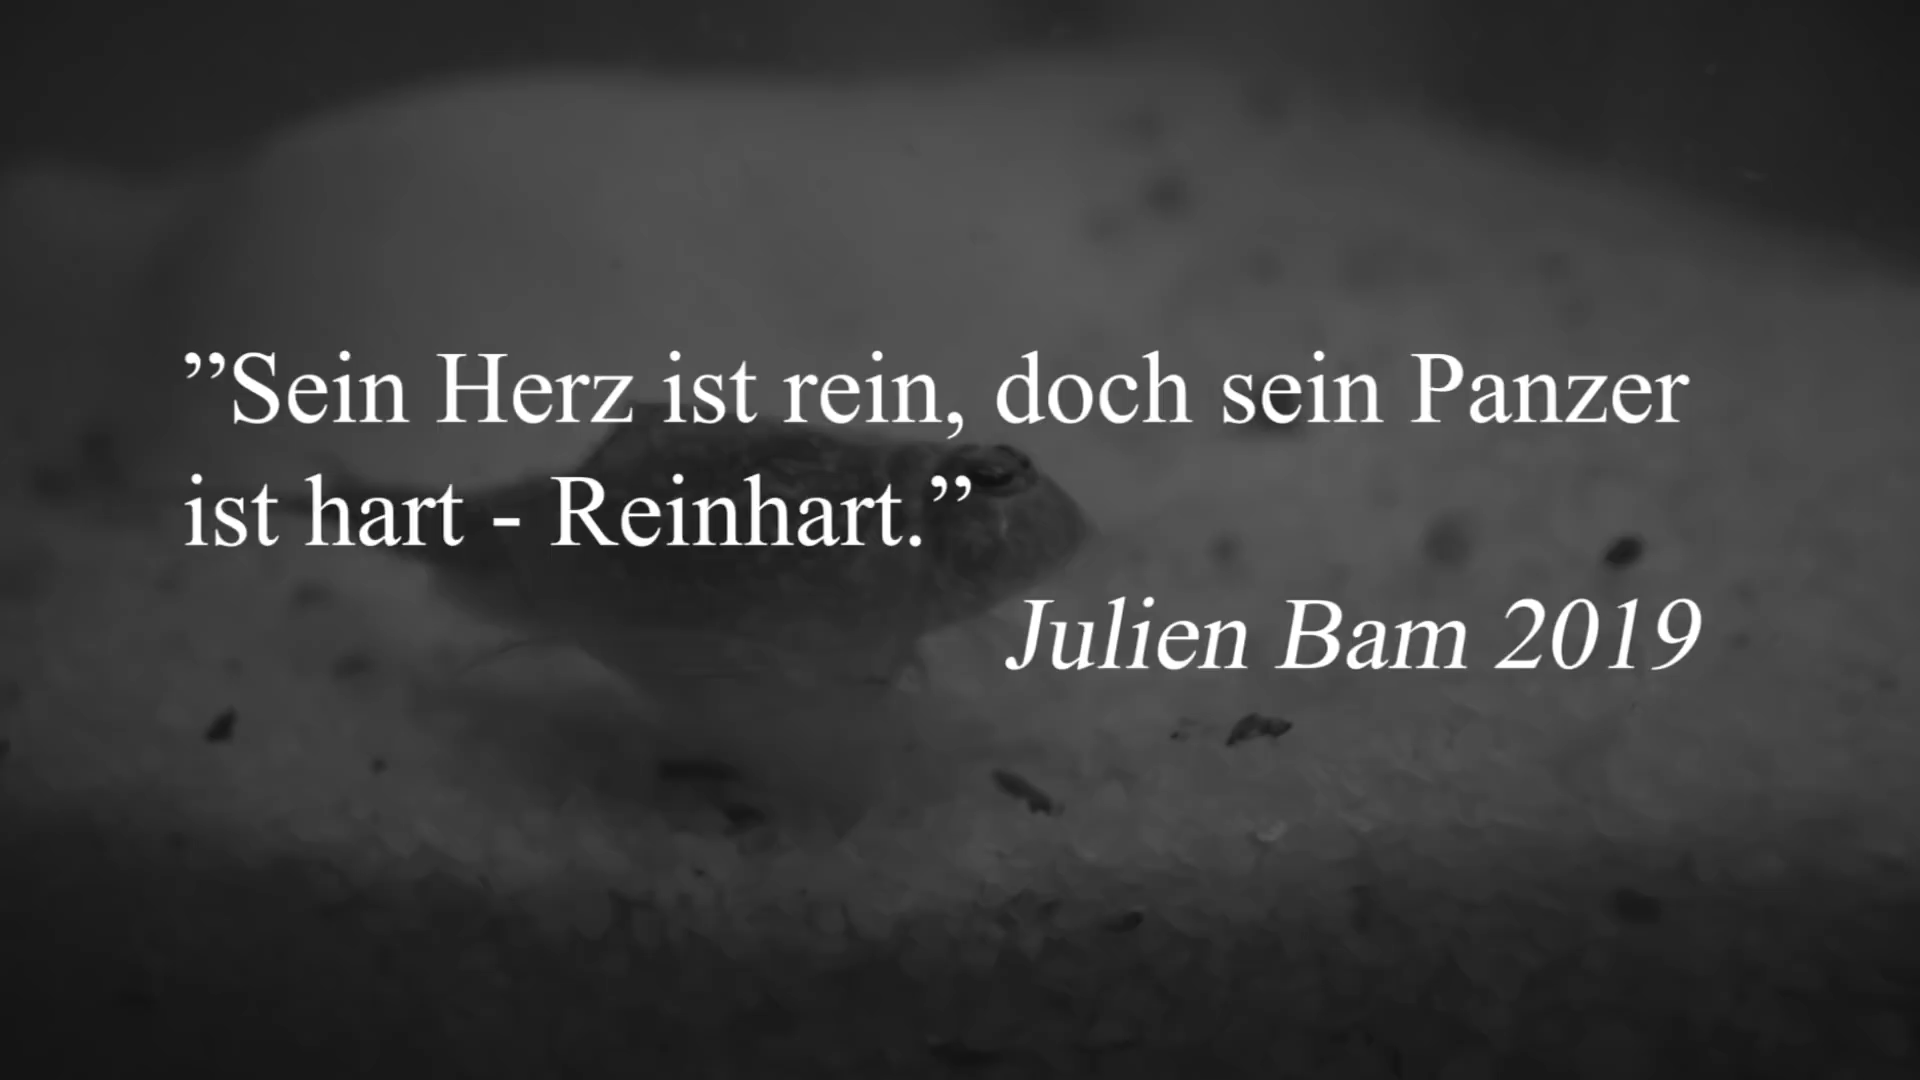 ”Sein Herz ist rein, doch sein Panzer
ist hart - Reinhart.”
Julien Bam 2019